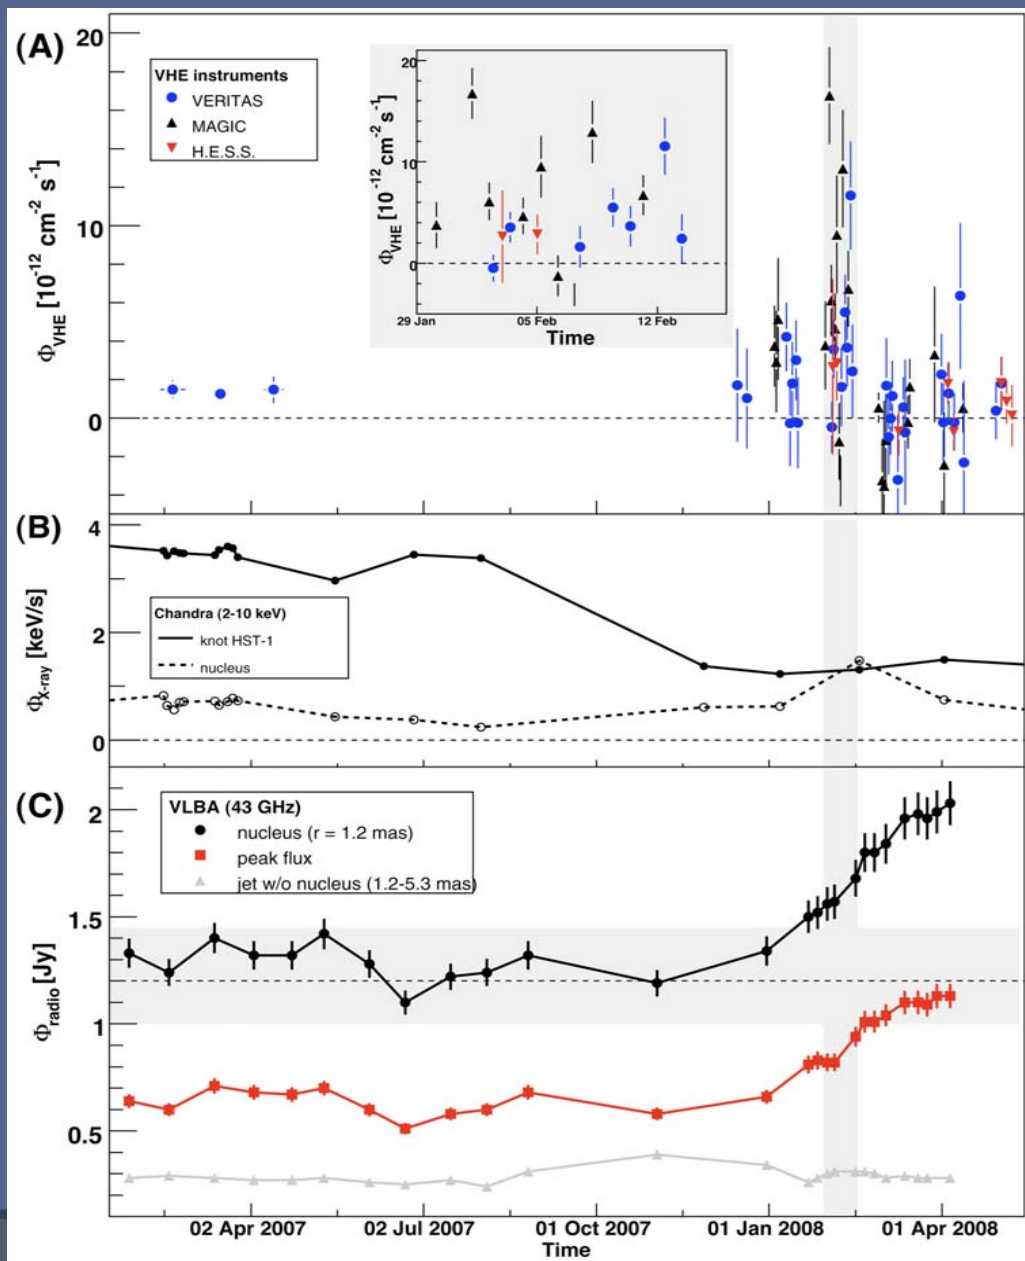 (A)
20
10
0
ΦVHE [10⁻¹² cm⁻² s⁻¹]
VHE instruments
VERITAS
MAGIC
H.E.S.S.
20
10
0
ΦVHE [10⁻¹² cm⁻² s⁻¹]
29 Jan 05 Feb 12 Feb
Time
(B)
4
2
0
ΦX-ray [keV/s]
Chandra (2-10 keV)
knot HST-1
nucleus
(C)
2
1.5
1
0.5
Φradio [Jy]
VLBA (43 GHz)
nucleus (r = 1.2 mas)
peak flux
jet w/o nucleus (1.2-5.3 mas)
02 Apr 2007 02 Jul 2007 01 Oct 2007 01 Jan 2008 01 Apr 2008
Time